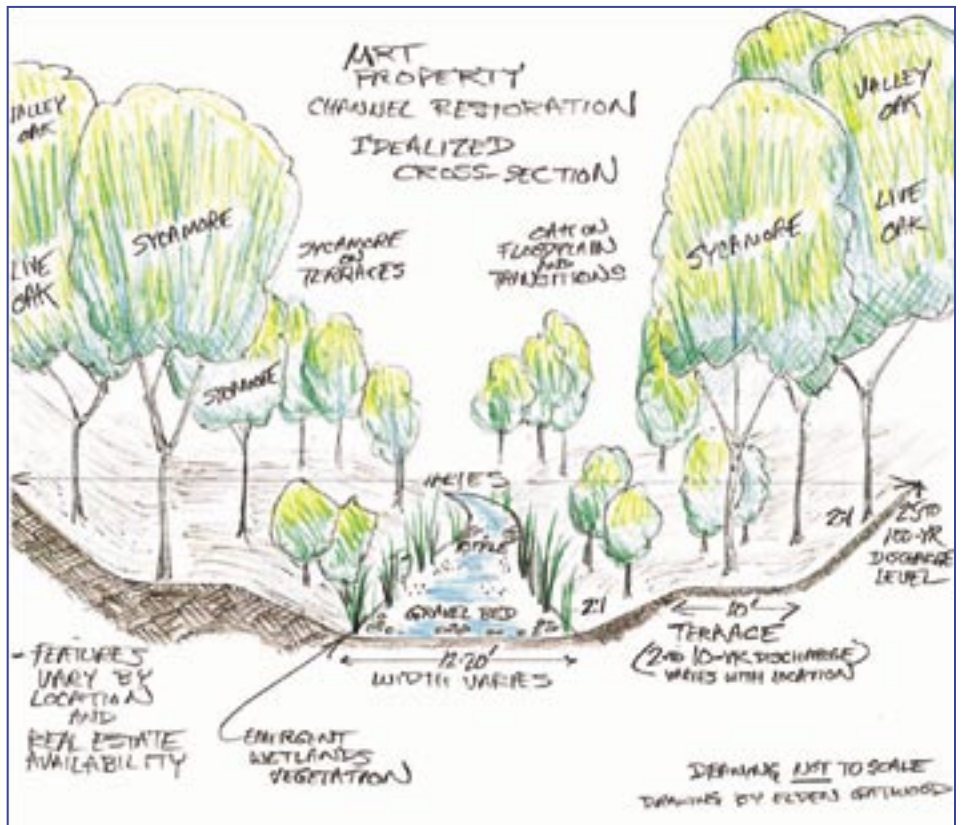 MRT
PROPERTY
CHANNEL RESTORATION
IDEALIZED
CROSS-SECTION
VALLEY
OAK
LIVE
OAK
SYCAMORE
SYCAMORE
ON
TERRACES
OAK ON
FLOODPLAIN
AND
TRANSITIONS
SYCAMORE
VALLEY
OAK
LIVE
OAK
SYCAMORE
VARIES
RIFFLE
GRAVEL BED
12-20'
WIDTH VARIES
2:1
10'
TERRACE
(2 TO 10-YR DISCHARGE)
VARIES WITH LOCATION
2:1
25 TO
100-YR
DISCHARGE
LEVEL
- FEATURES
VARY BY
LOCATION
AND
REAL ESTATE
AVAILABILITY
EMERGENT
WETLANDS
VEGETATION
DRAWING NOT TO SCALE
DRAWING BY ELDEN GATWOOD